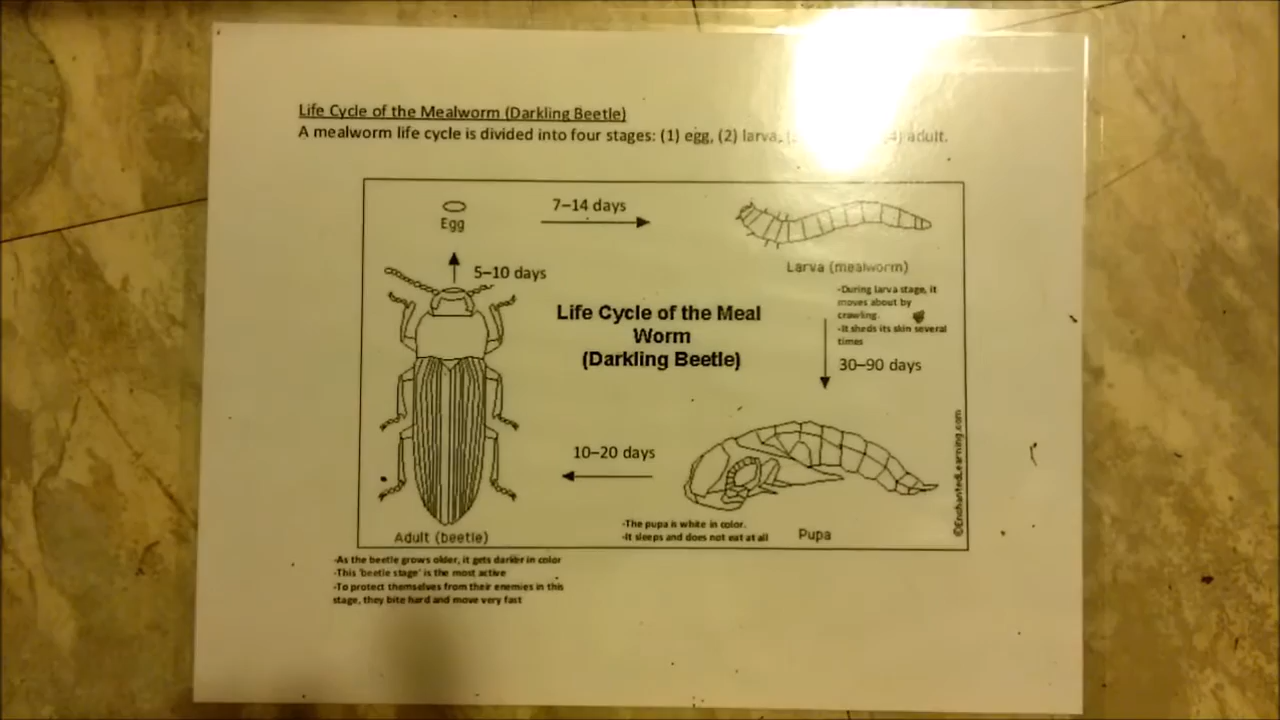 Life Cycle of the Mealworm (Darkling Beetle)
A mealworm life cycle is divided into four stages: (1) egg, (2) larva, 4) adult.
Egg
7–14 days
Larva (mealworm)
-During larva stage, it
moves about by
crawling.
-It sheds its skin several
times
5–10 days
Life Cycle of the Meal
Worm
(Darkling Beetle)
30–90 days
10–20 days
-The pupa is white in color.
-It sleeps and does not eat at all
Pupa
©EnchantedLearning.com
Adult (beetle)
-As the beetle grows older, it gets darker in color
-This 'beetle stage' is the most active
-To protect themselves from their enemies in this
stage, they bite hard and move very fast